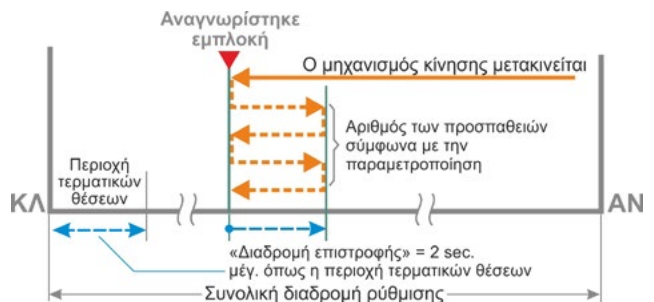 Αναγνωρίστηκε
εμπλοκή
Ο μηχανισμός κίνησης μετακινείται
Αριθμός των προσπαθειών
σύμφωνα με την
παραμετροποίηση
Περιοχή
τερματικών
θέσεων
ΚΛ
ΑΝ
«Διαδρομή επιστροφής» = 2 sec.
μέγ. όπως η περιοχή τερματικών θέσεων
Συνολική διαδρομή ρύθμισης